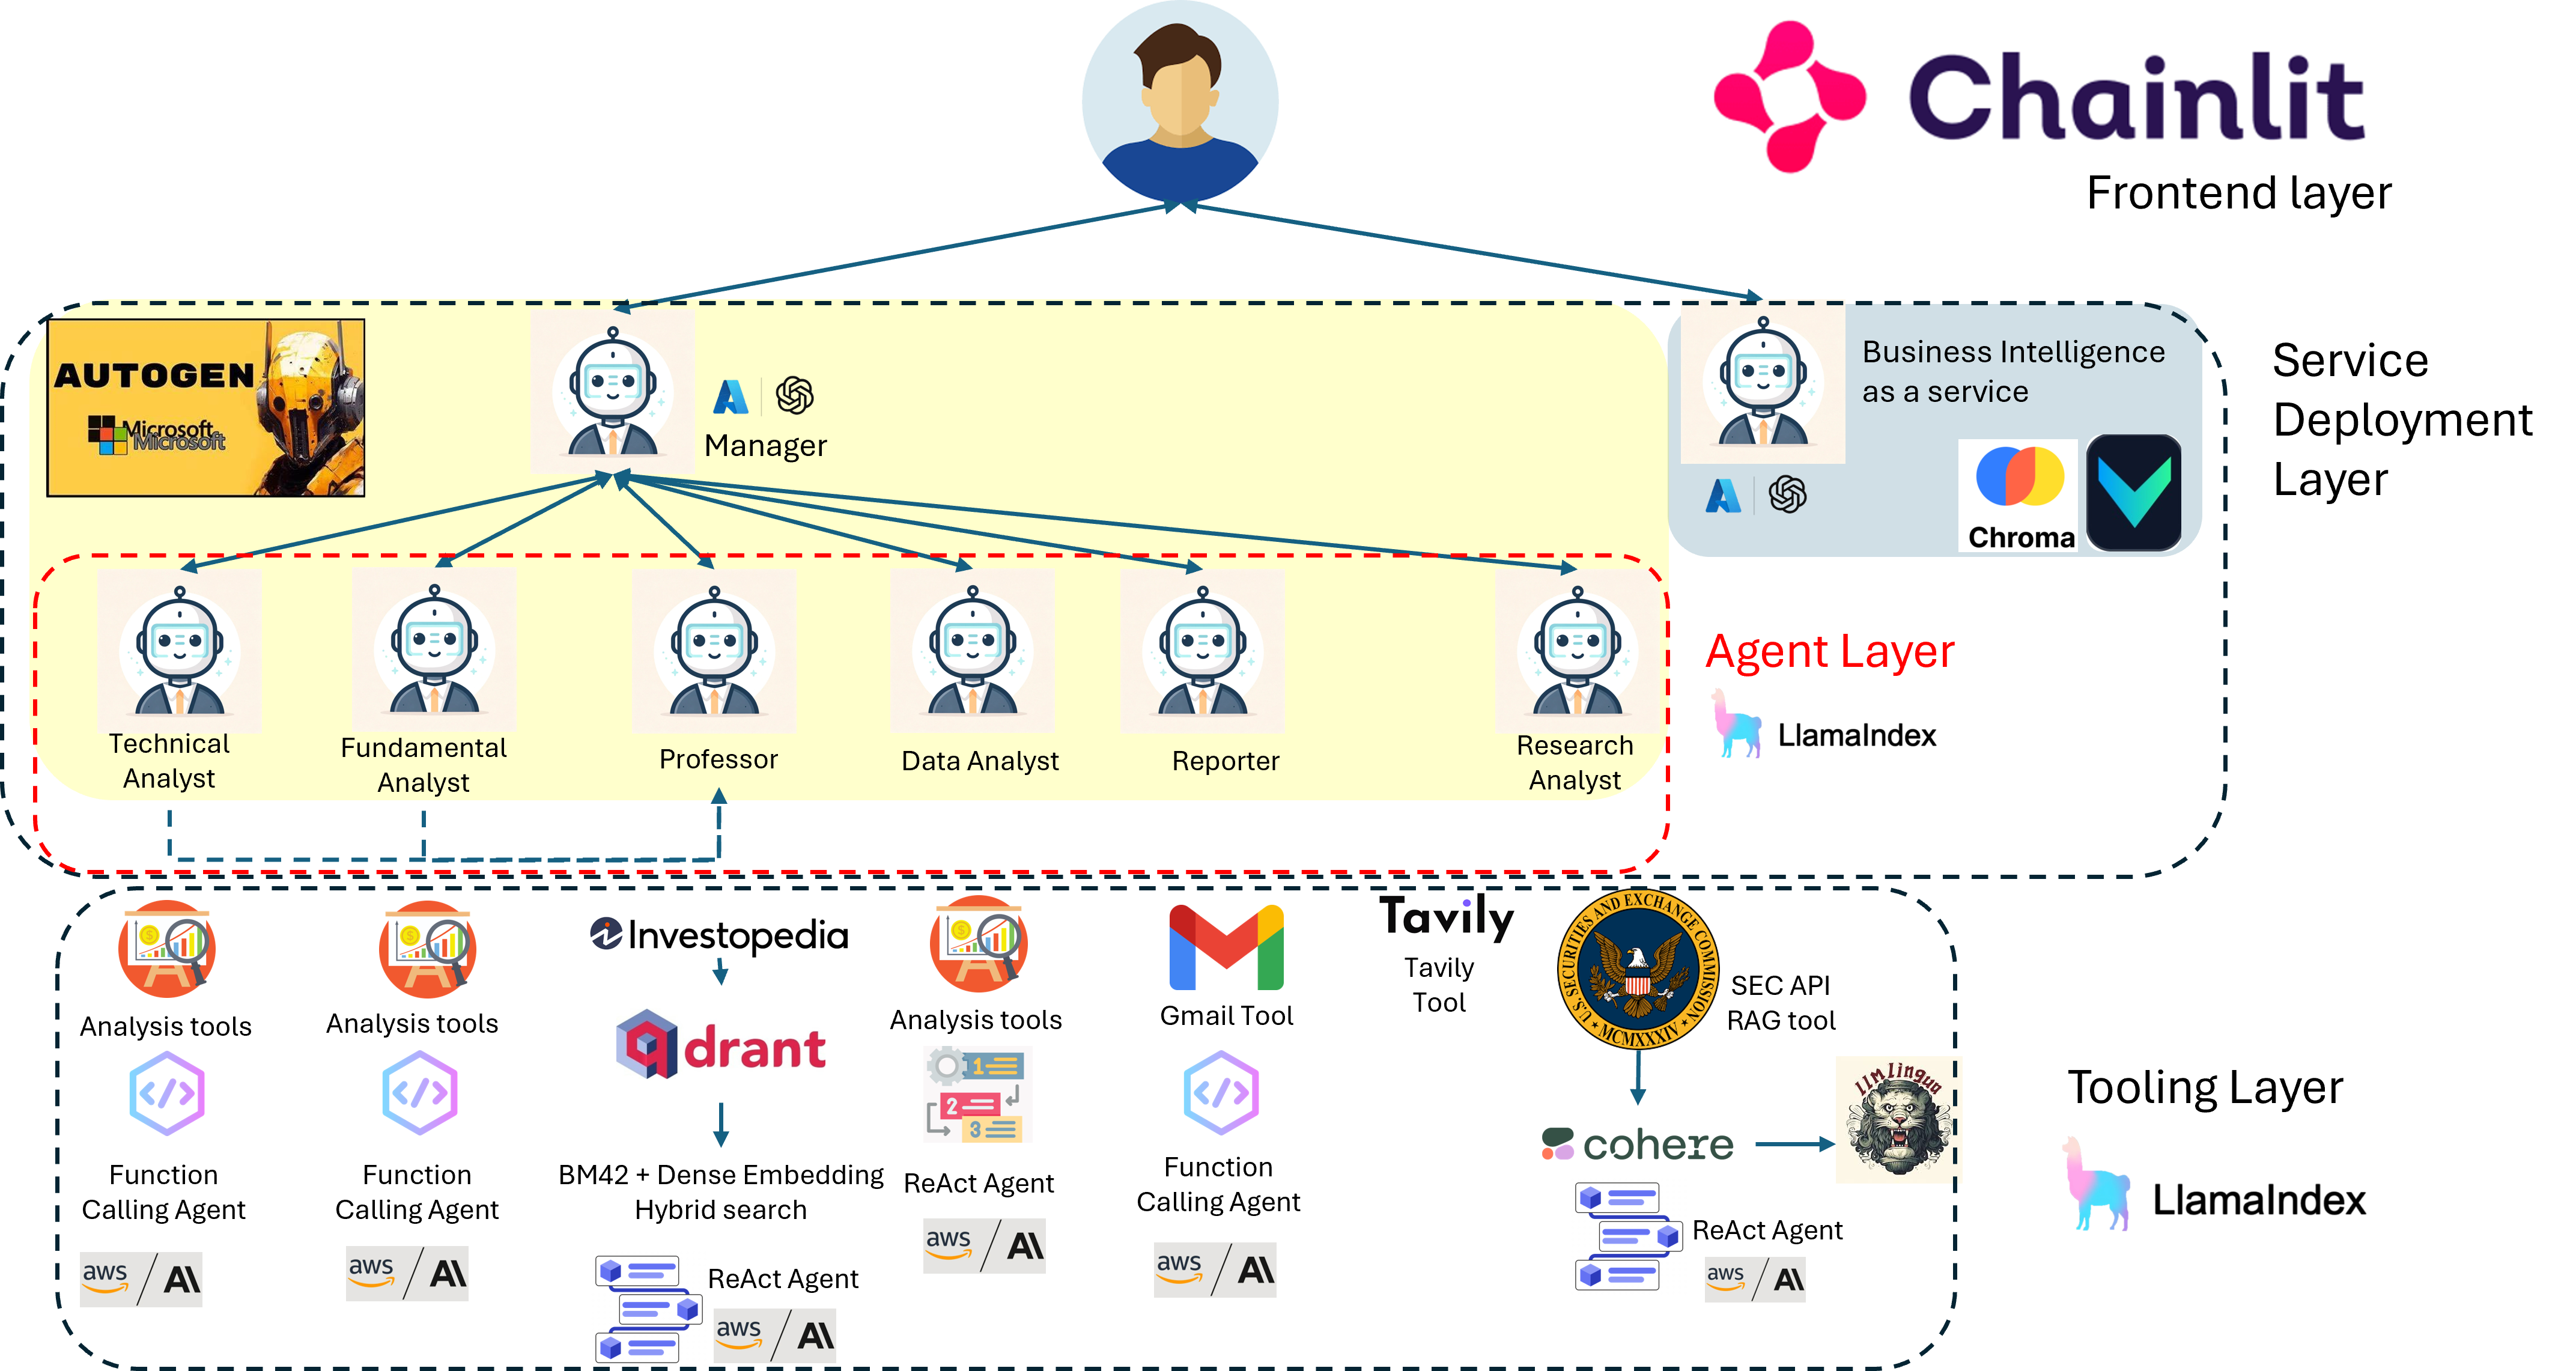 Chainlit
Frontend layer
AUTOGEN
Microsoft
Microsoft
Manager
Business Intelligence
as a service
Chroma
Service
Deployment
Layer
Technical
Analyst
Fundamental
Analyst
Professor
Data Analyst
Reporter
Research
Analyst
Agent Layer
LlamaIndex
Analysis tools
Function
Calling Agent
aws
A\
Analysis tools
Function
Calling Agent
aws
A\
Investopedia
qdrant
BM42 + Dense Embedding
Hybrid search
ReAct Agent
aws
A\
Analysis tools
1
2
3
ReAct Agent
aws
A\
Gmail Tool
Function
Calling Agent
aws
A\
Tavily
Tavily
Tool
U.S. SECURITIES AND EXCHANGE COMMISSION
MCMXXXIV
SEC API
RAG tool
cohere
LLMLingua
ReAct Agent
aws
A\
Tooling Layer
LlamaIndex